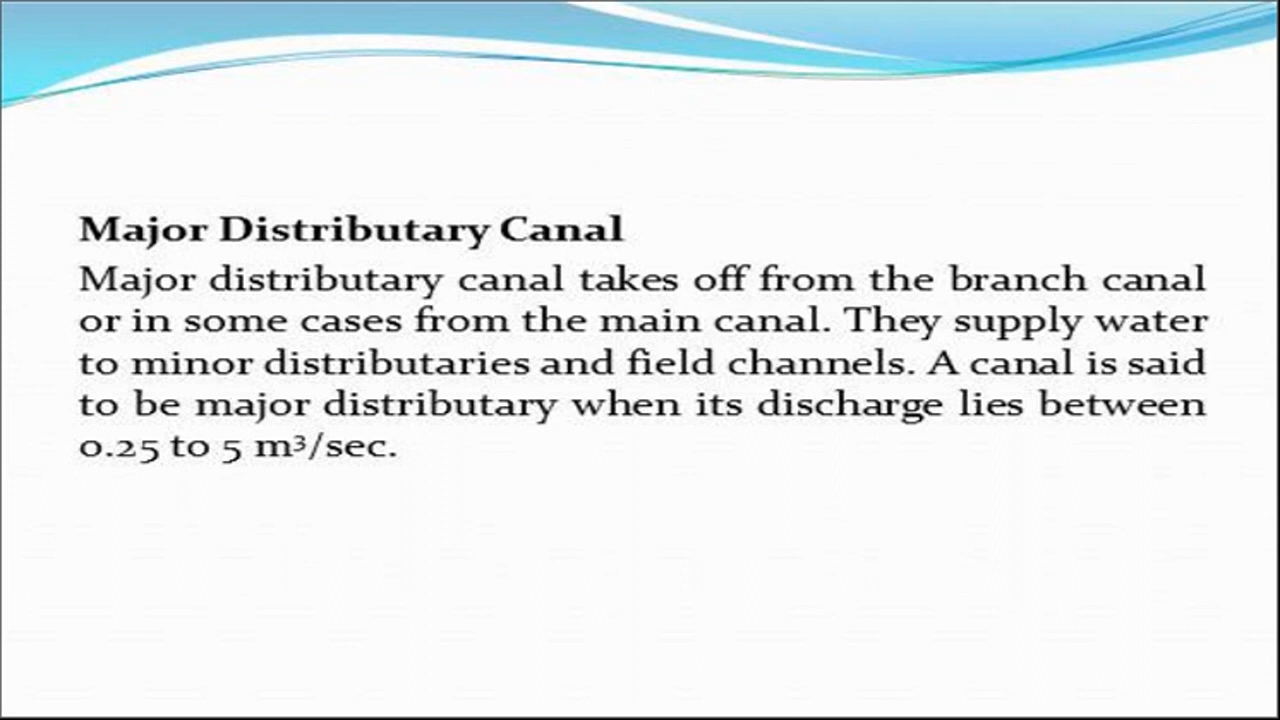 Major Distributary Canal
Major distributary canal takes off from the branch canal
or in some cases from the main canal. They supply water
to minor distributaries and field channels. A canal is said
to be major distributary when its discharge lies between
0.25 to 5 m³/sec.